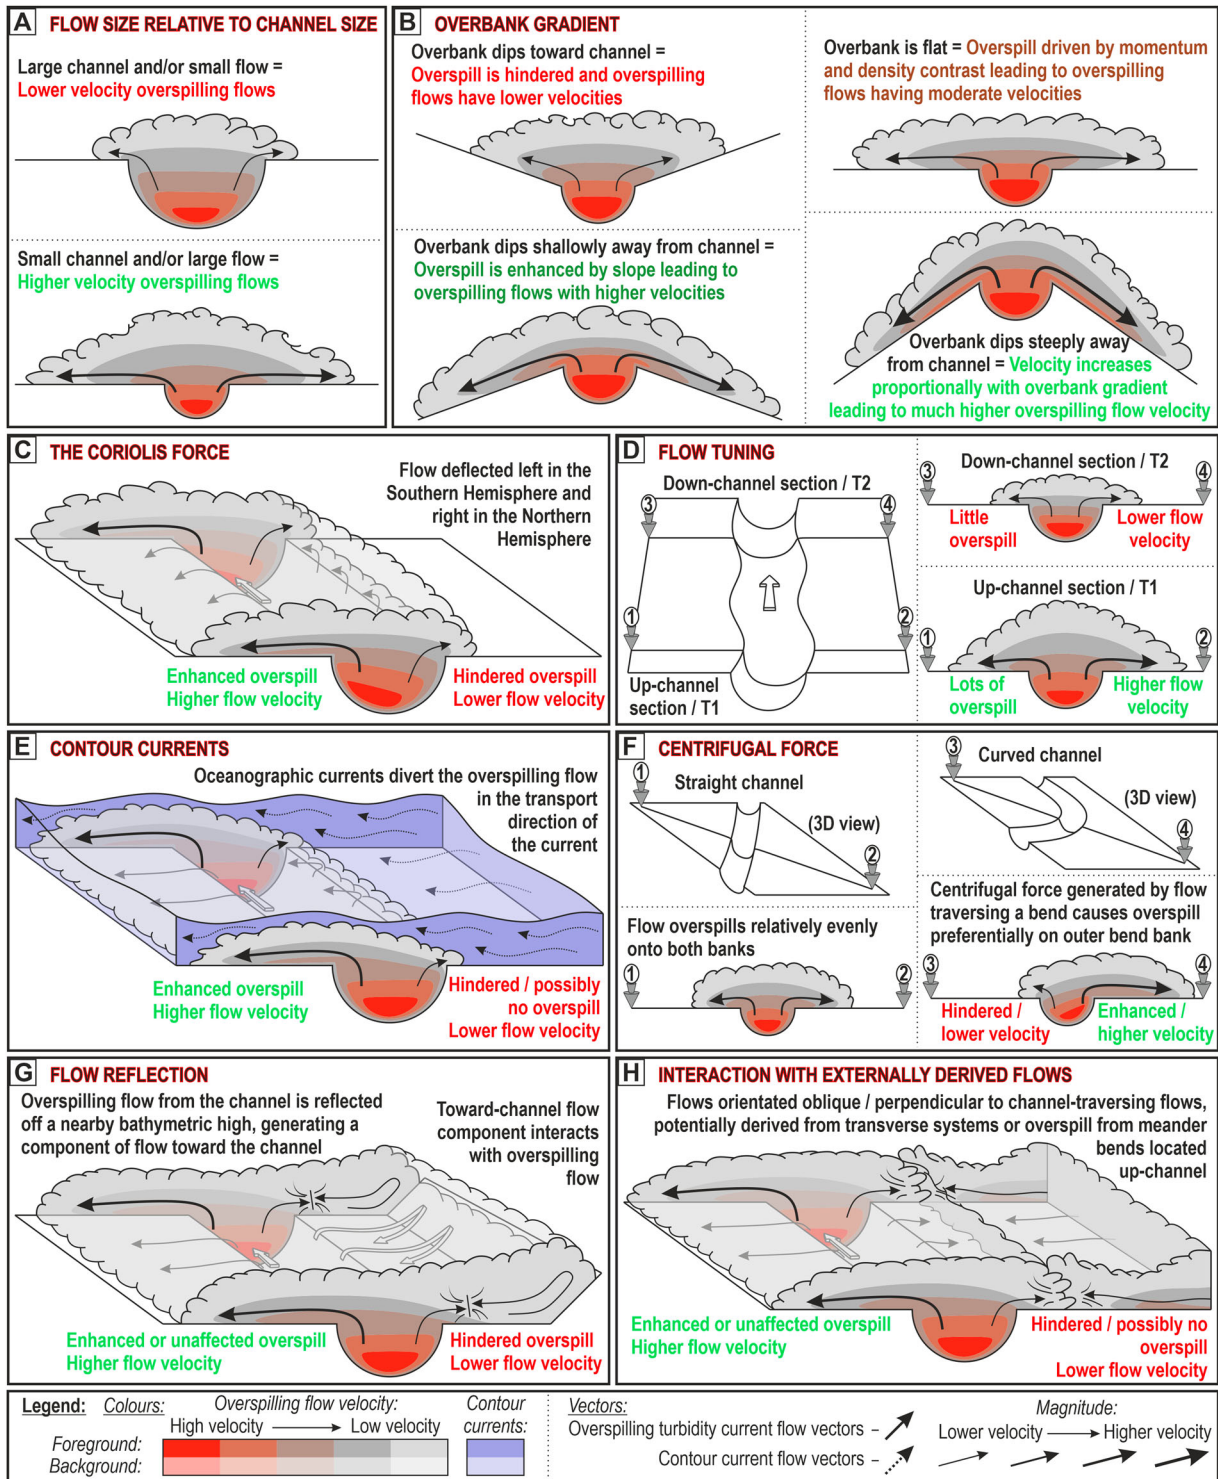 A FLOW SIZE RELATIVE TO CHANNEL SIZE
Large channel and/or small flow =
Lower velocity overspilling flows
Small channel and/or large flow =
Higher velocity overspilling flows
B OVERBANK GRADIENT
Overbank dips toward channel =
Overspill is hindered and overspilling
flows have lower velocities
Overbank is flat = Overspill driven by momentum
and density contrast leading to overspilling
flows having moderate velocities
Overbank dips shallowly away from channel =
Overspill is enhanced by slope leading to
overspilling flows with higher velocities
Overbank dips steeply away
from channel = Velocity increases
proportionally with overbank gradient
leading to much higher overspilling flow velocity
C THE CORIOLIS FORCE
Flow deflected left in the
Southern Hemisphere and
right in the Northern
Hemisphere
Enhanced overspill
Higher flow velocity
Hindered overspill
Lower flow velocity
D FLOW TUNING
Down-channel section / T2
3
4
1
2
Up-channel
section / T1
Down-channel section / T2
3
4
Little
overspill
Lower flow
velocity
Up-channel section / T1
1
2
Lots of
overspill
Higher flow
velocity
E CONTOUR CURRENTS
Oceanographic currents divert the overspilling flow
in the transport
direction of
the current
Enhanced overspill
Higher flow velocity
Hindered / possibly
no overspill
Lower flow velocity
F CENTRIFUGAL FORCE
1
Straight channel
(3D view)
2
Flow overspills relatively evenly
onto both banks
1
2
3
Curved channel
(3D view)
4
Centrifugal force generated by flow
traversing a bend causes overspill
preferentially on outer bend bank
3
4
Hindered /
lower velocity
Enhanced /
higher velocity
G FLOW REFLECTION
Overspilling flow from the channel is reflected
off a nearby bathymetric high, generating a
component of flow toward the channel
Toward-channel flow
component interacts
with overspilling
flow
Enhanced or unaffected overspill
Higher flow velocity
Hindered overspill
Lower flow velocity
H INTERACTION WITH EXTERNALLY DERIVED FLOWS
Flows orientated oblique / perpendicular to channel-traversing flows,
potentially derived from transverse systems or overspill from meander
bends located
up-channel
Enhanced or unaffected overspill
Higher flow velocity
Hindered / possibly no
overspill
Lower flow velocity
Legend: Colours: Overspilling flow velocity:
High velocity Low velocity
Contour
currents:
Foreground:
Background:
Vectors:
Overspilling turbidity current flow vectors –
Contour current flow vectors –
Magnitude:
Lower velocity Higher velocity